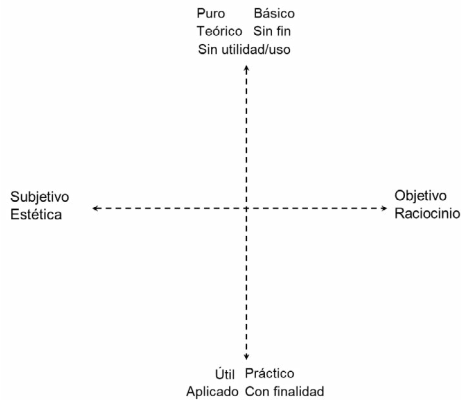 Puro Básico
Teórico Sin fin
Sin utilidad/uso
Subjetivo
Estética
Objetivo
Raciocinio
Útil Práctico
Aplicado Con finalidad